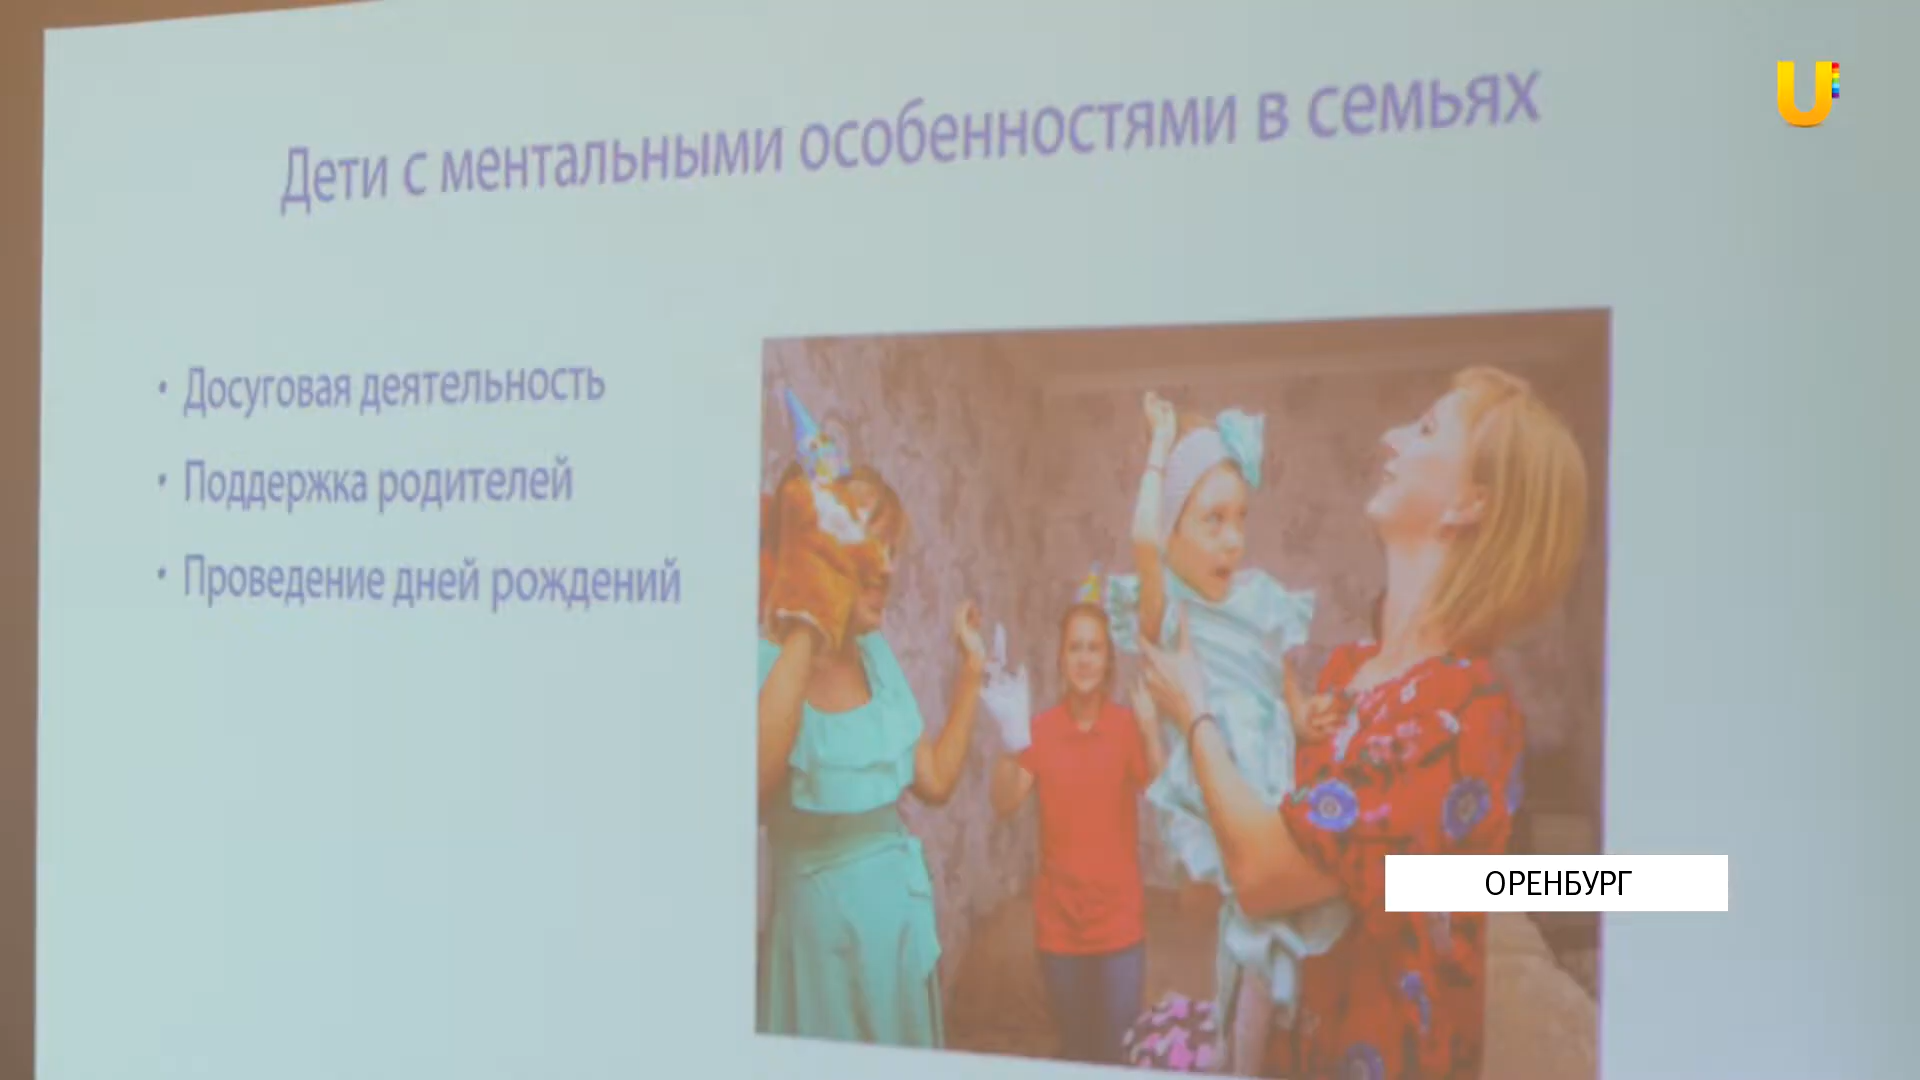 Дети с ментальными особенностями в семьях
U
• Досуговая деятельность
• Поддержка родителей
• Проведение дней рождений
ОРЕНБУРГ